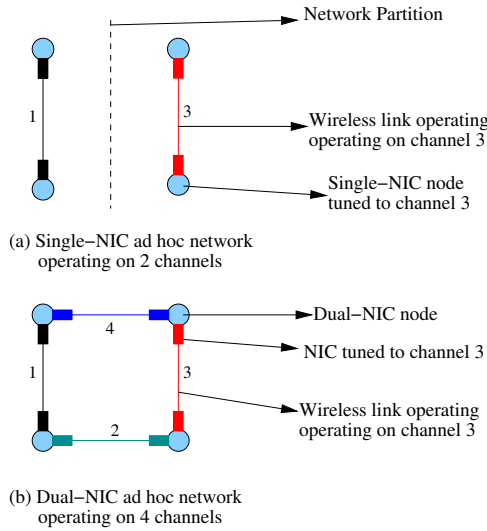 Network Partition
1
3
Wireless link operating
operating on channel 3
Single−NIC node
tuned to channel 3
(a) Single−NIC ad hoc network
operating on 2 channels
4
Dual−NIC node
NIC tuned to channel 3
1
3
Wireless link operating
operating on channel 3
2
(b) Dual−NIC ad hoc network
operating on 4 channels